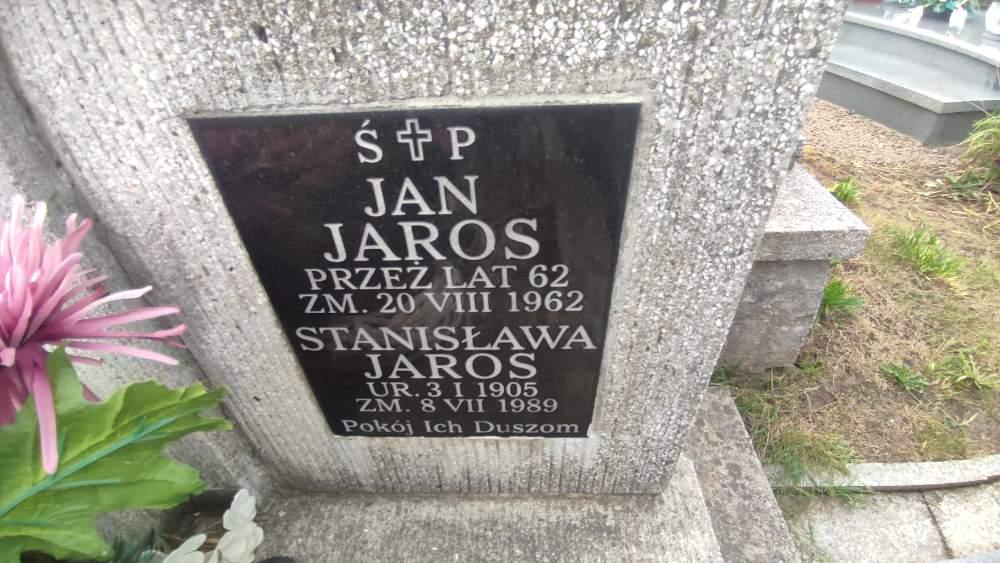 Ś ✝ P
JAN
JAROS
PRZEŻ LAT 62
ZM. 20 VIII 1962
STANISŁAWA
JAROS
UR. 3 I 1905
ZM. 8 VII 1989
Pokój Ich Duszom